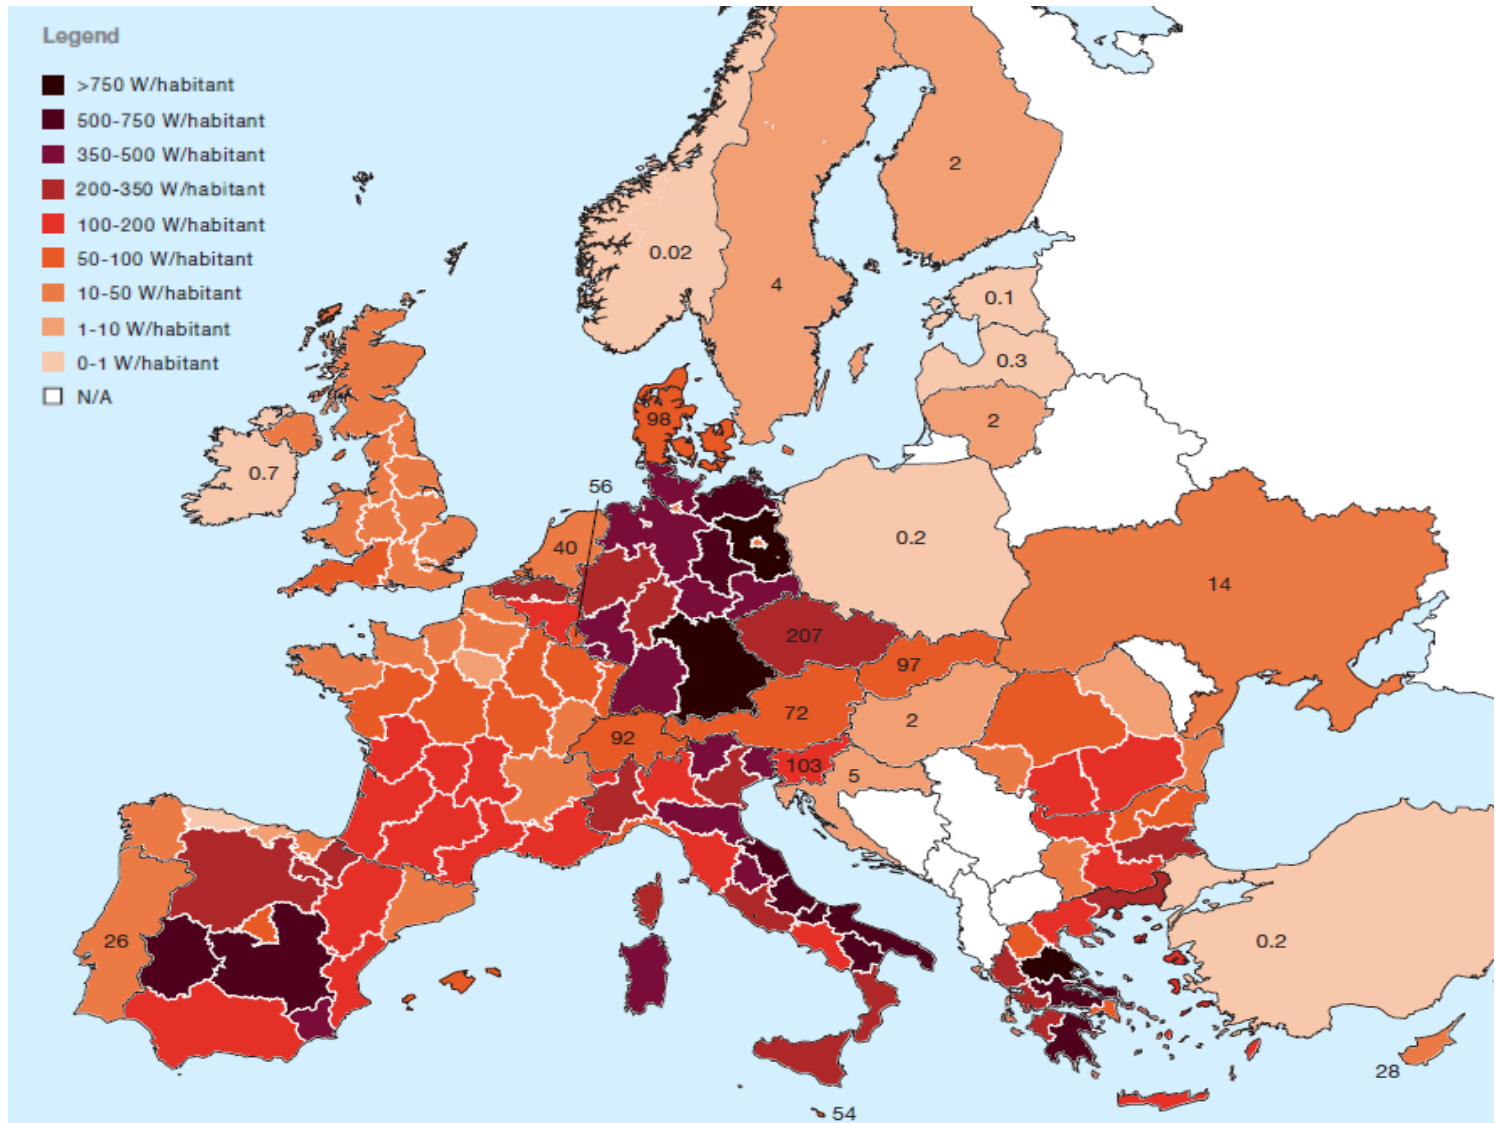 Legend
>750 W/habitant
500-750 W/habitant
350-500 W/habitant
200-350 W/habitant
100-200 W/habitant
50-100 W/habitant
10-50 W/habitant
1-10 W/habitant
0-1 W/habitant
N/A
2
0.02
4
0.1
0.3
98
2
0.7
56
40
0.2
14
207
97
72
2
92
103
5
26
0.2
28
54